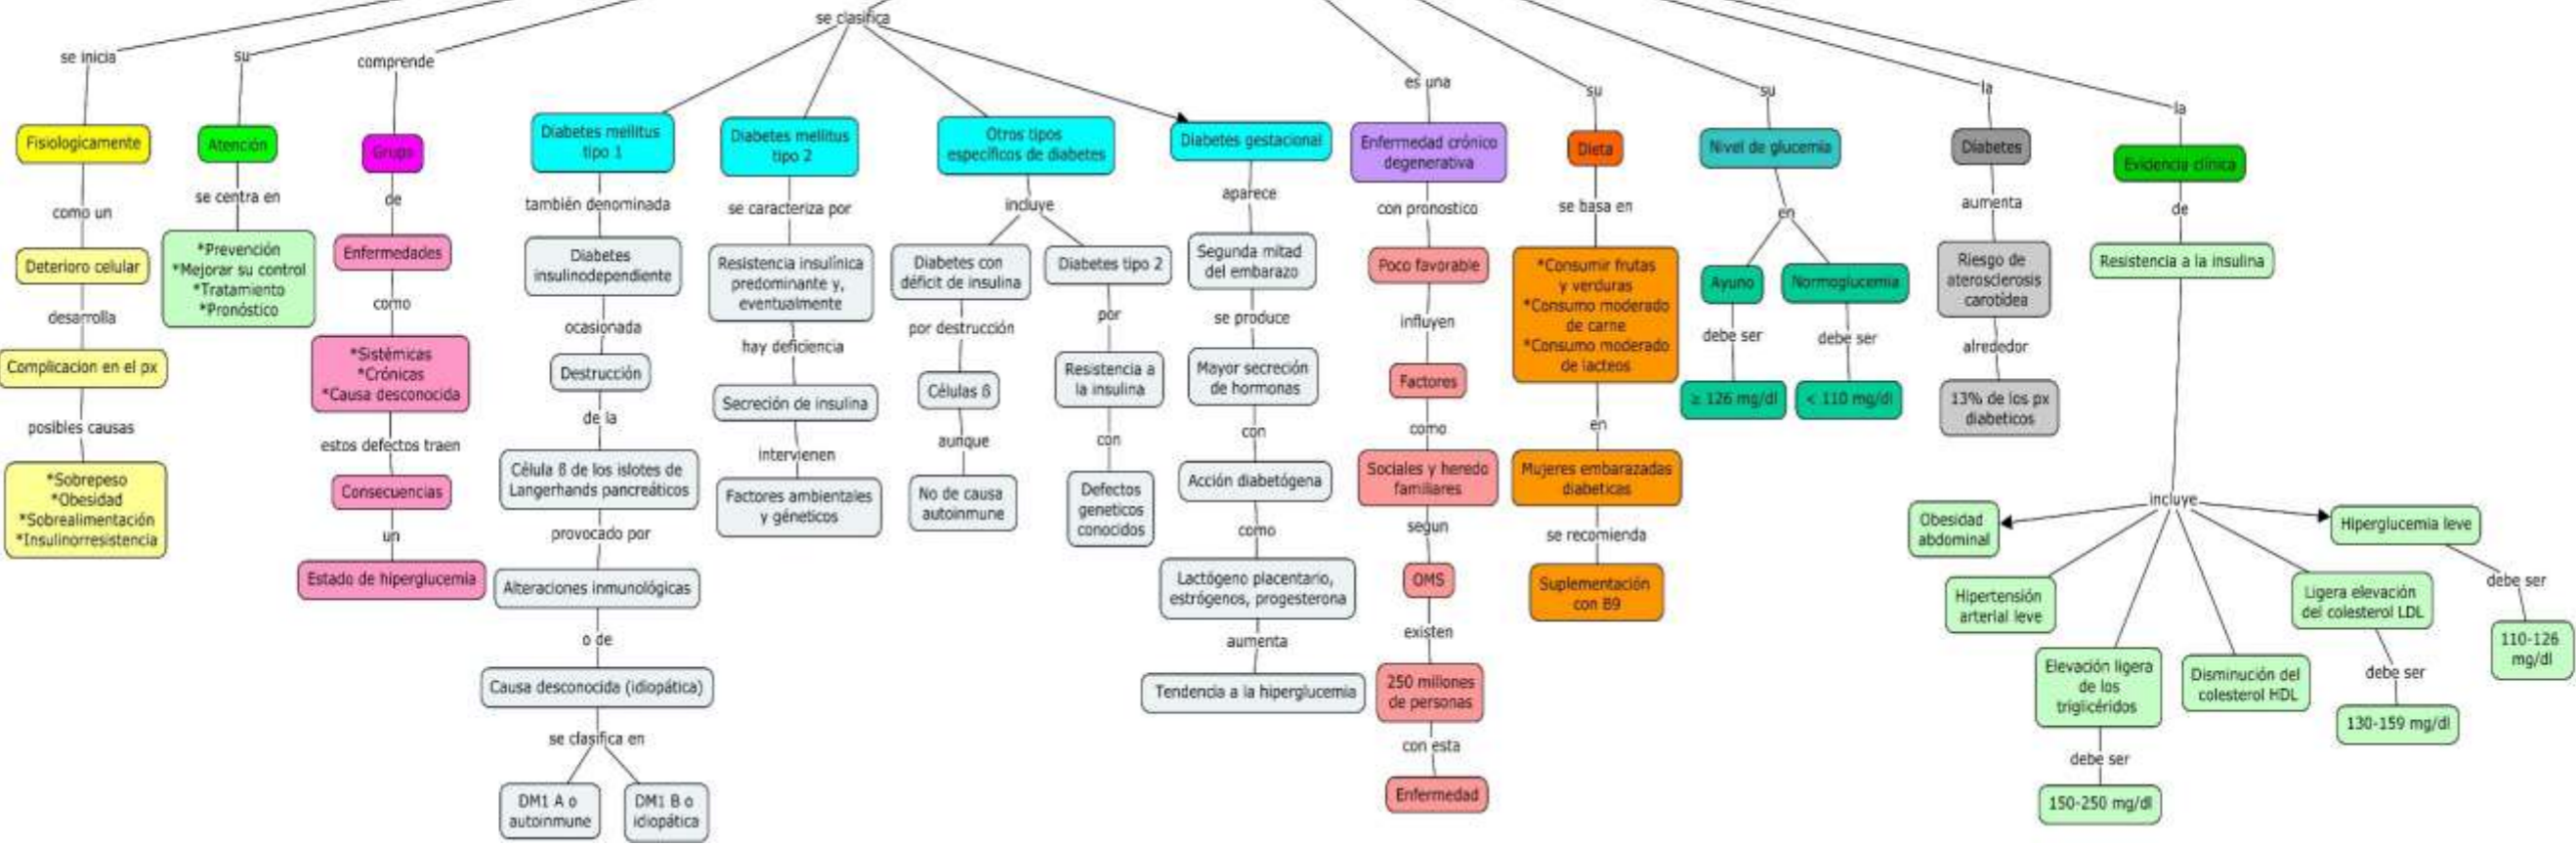 se clasifica
se inicia
Fisiologicamente
como un
Deterioro celular
desarrolla
Complicacion en el px
posibles causas
*Sobrepeso
*Obesidad
*Sobrealimentación
*Insulinorresistencia
su
Atención
se centra en
*Prevención
*Mejorar su control
*Tratamiento
*Pronóstico
comprende
Grupo
de
Enfermedades
como
*Sistémicas
*Crónicas
*Causa desconocida
estos defectos traen
Consecuencias
un
Estado de hiperglucemia
Diabetes mellitus
tipo 1
también denominada
Diabetes
insulinodependiente
ocasionada
Destrucción
de la
Célula ß de los islotes de
Langerhands pancreáticos
provocado por
Alteraciones inmunológicas
o de
Causa desconocida (idiopática)
se clasifica en
DM1 A o
autoinmune
DM1 B o
idiopática
Diabetes mellitus
tipo 2
se caracteriza por
Resistencia insulínica
predominante y,
eventualmente
hay deficiencia
Secreción de insulina
intervienen
Factores ambientales
y géneticos
Otros tipos
específicos de diabetes
incluye
Diabetes con
déficit de insulina
por destrucción
Células ß
aunque
No de causa
autoinmune
Diabetes tipo 2
por
Resistencia a
la insulina
con
Defectos
geneticos
conocidos
Diabetes gestacional
aparece
Segunda mitad
del embarazo
se produce
Mayor secreción
de hormonas
con
Acción diabetógena
como
Lactógeno placentario,
estrógenos, progesterona
aumenta
Tendencia a la hiperglucemia
es una
Enfermedad crónico
degenerativa
con pronostico
Poco favorable
influyen
Factores
como
Sociales y heredo
familiares
segun
OMS
existen
250 millones
de personas
con esta
Enfermedad
su
Dieta
se basa en
*Consumir frutas
y verduras
*Consumo moderado
de carne
*Consumo moderado
de lacteos
en
Mujeres embarazadas
diabeticas
se recomienda
Suplementación
con B9
su
Nivel de glucemia
en
Ayuno
debe ser
≥ 126 mg/dl
Normoglucemia
debe ser
< 110 mg/dl
la
Diabetes
aumenta
Riesgo de
aterosclerosis
carotídea
alrededor
13% de los px
diabeticos
la
Evidencia clínica
de
Resistencia a la insulina
incluye
Obesidad
abdominal
Hipertensión
arterial leve
Elevación ligera
de los
triglicéridos
debe ser
150-250 mg/dl
Disminución del
colesterol HDL
Ligera elevación
del colesterol LDL
debe ser
130-159 mg/dl
Hiperglucemia leve
debe ser
110-126
mg/dl